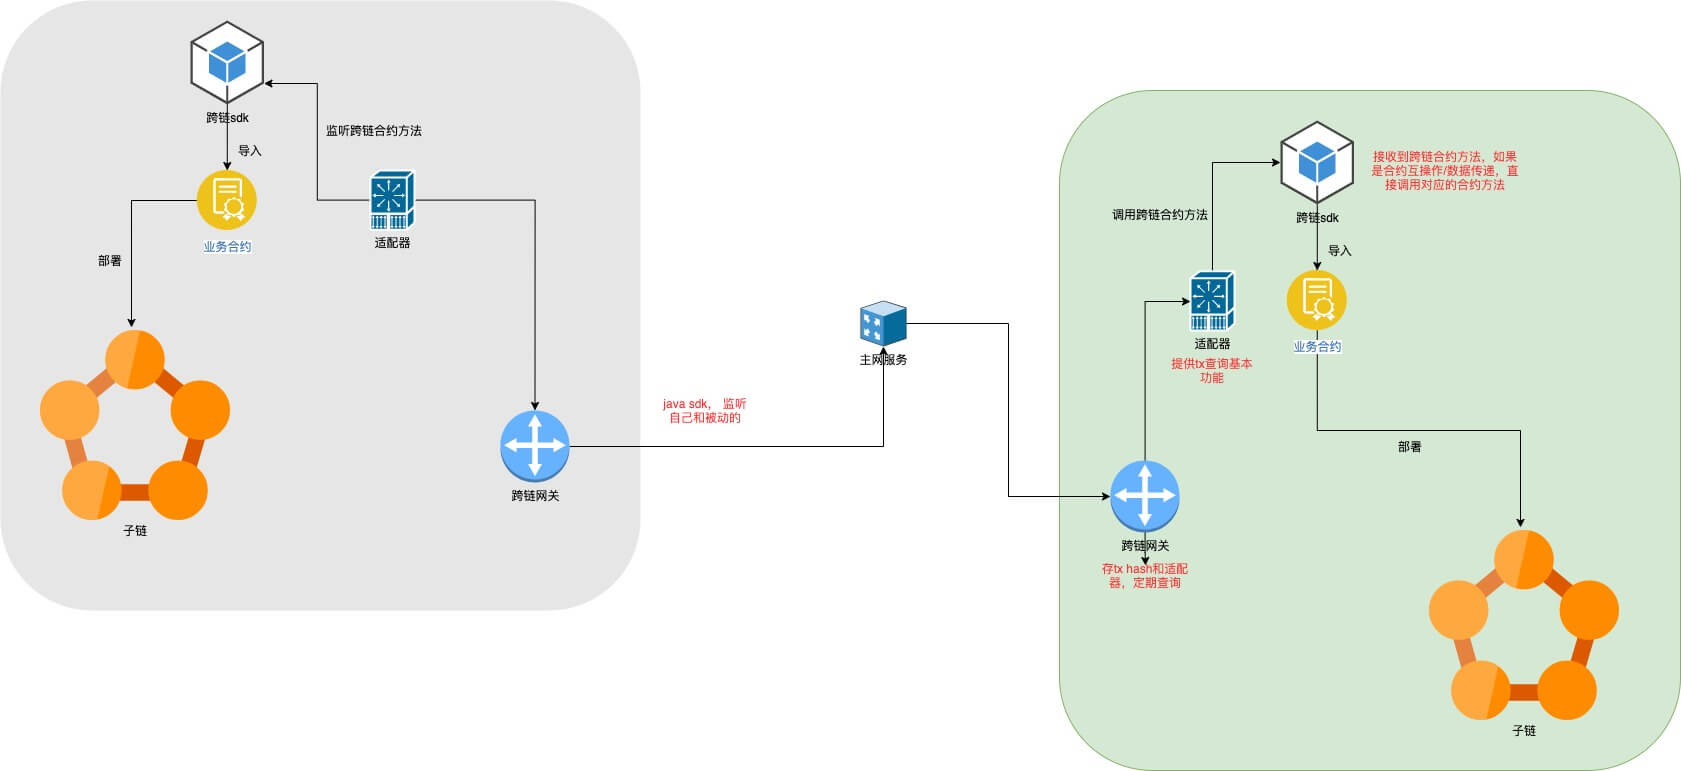 跨链sdk
导入
监听跨链合约方法
业务合约
适配器
部署
子链
跨链网关
java sdk， 监听
自己和被动的
主网服务
跨链sdk
接收到跨链合约方法，如果
是合约互操作/数据传递，直
接调用对应的合约方法
调用跨链合约方法
导入
适配器
提供tx查询基本
功能
业务合约
部署
跨链网关
存tx hash和适配
器，定期查询
子链